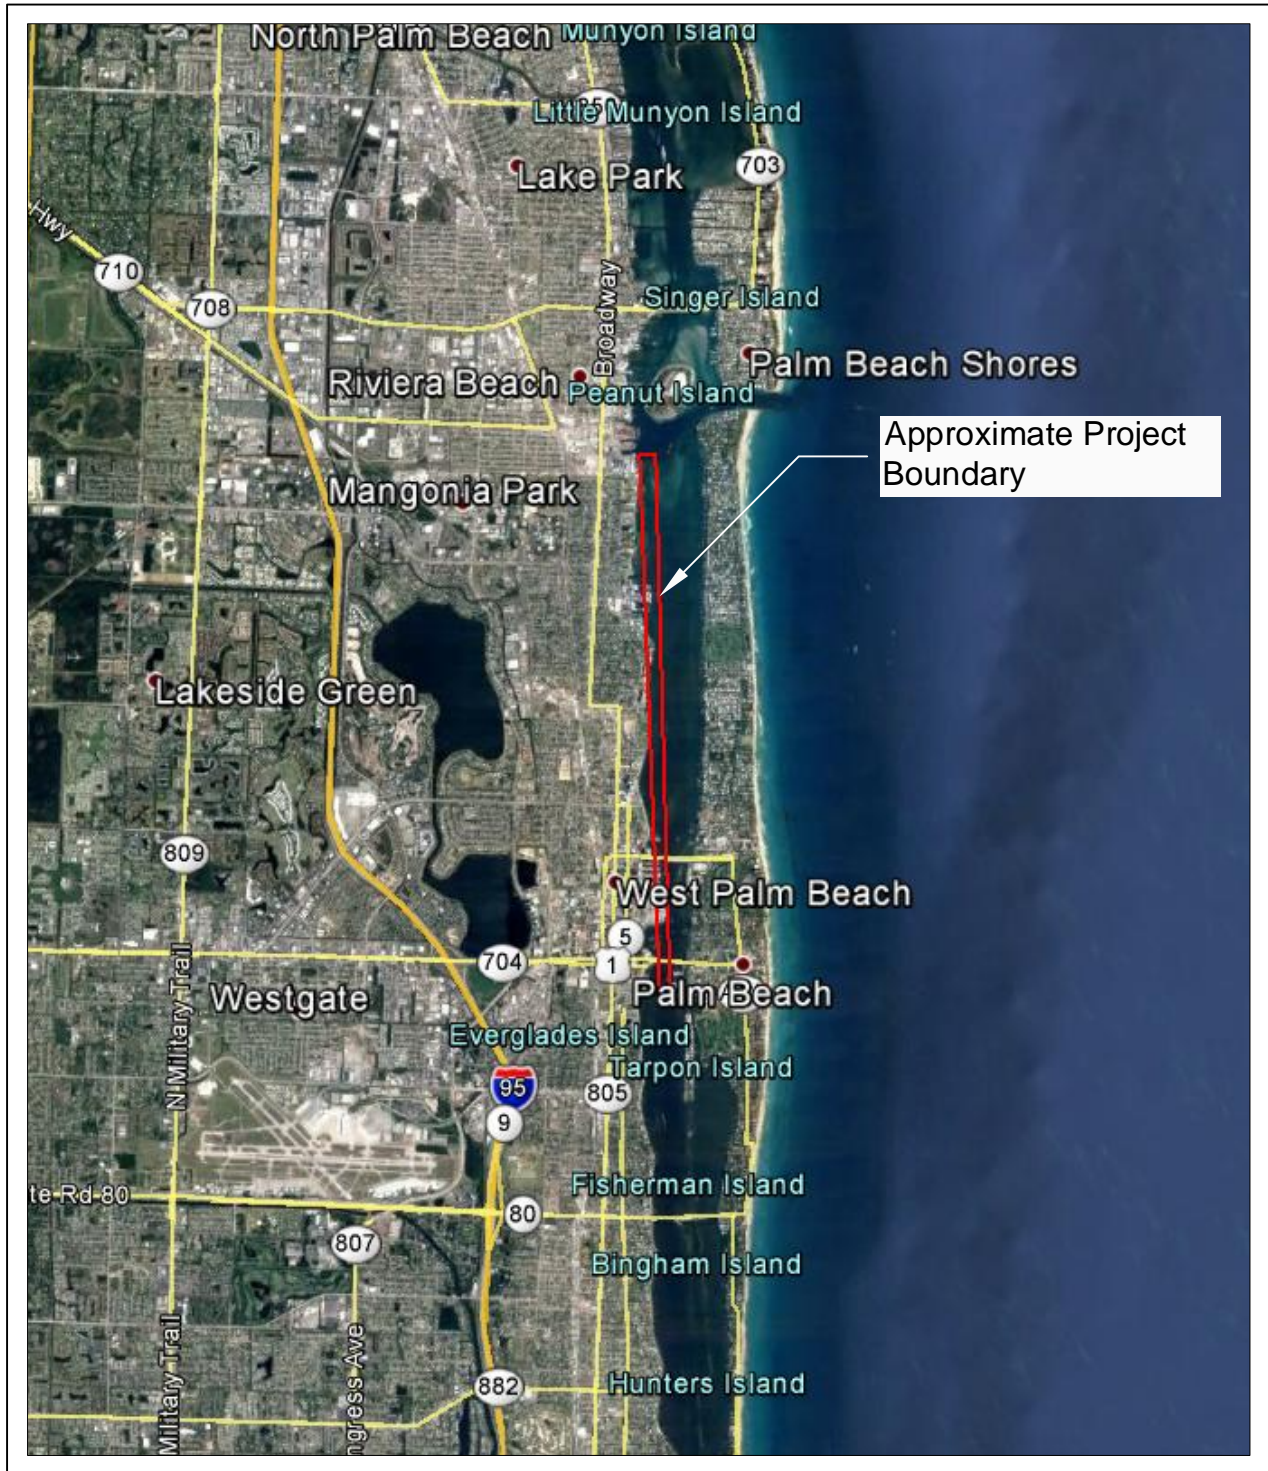 North Palm Beach
Munyon Island
Little Munyon Island
Lake Park
703
Hwy
710
708
Broadway
Singer Island
Palm Beach Shores
Riviera Beach
Peanut Island
Approximate Project
Boundary
Mangonia Park
Lakeside Green
809
West Palm Beach
5
704
1
N Military Trail
Westgate
Palm Beach
Everglades Island
Tarpon Island
95
805
9
Fisherman Island
te Rd 80
80
807
Bingham Island
ngress Ave
Military Trail
882
Hunters Island